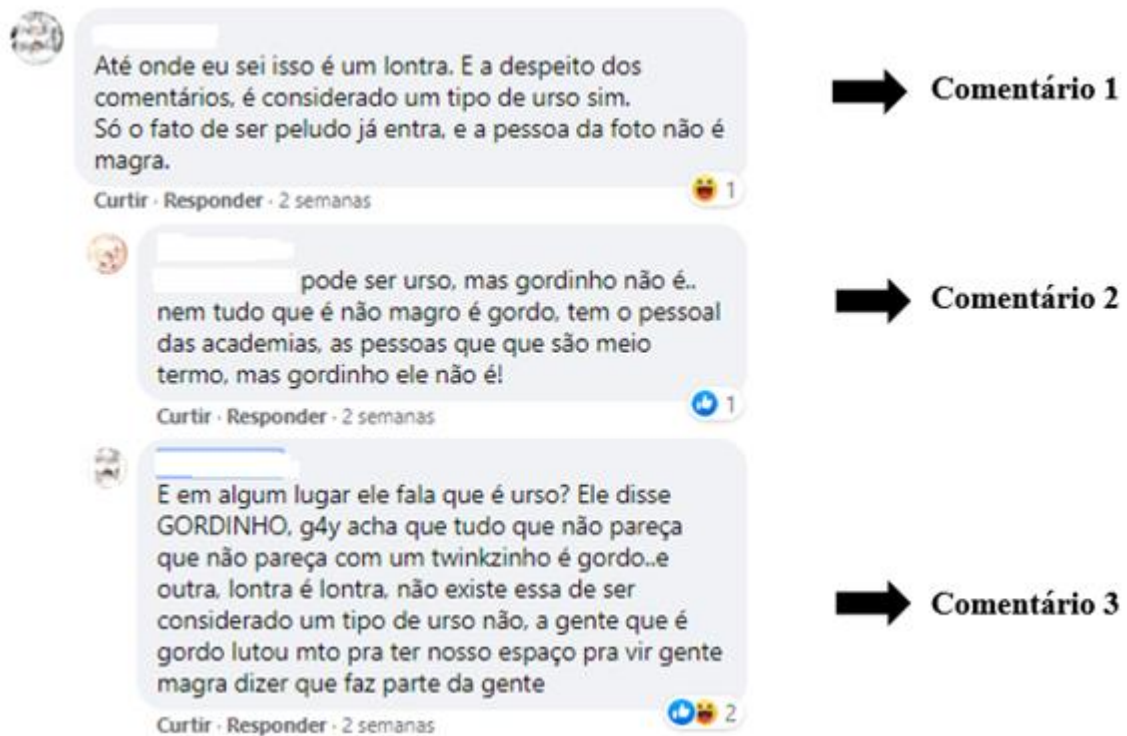 Até onde eu sei isso é um lontra. E a despeito dos
comentários, é considerado um tipo de urso sim.
Só o fato de ser peludo já entra, e a pessoa da foto não é
magra.
Curtir · Responder · 2 semanas
1
Comentário 1
pode ser urso, mas gordinho não é..
nem tudo que é não magro é gordo, tem o pessoal
das academias, as pessoas que que são meio
termo, mas gordinho ele não é!
Curtir · Responder · 2 semanas
1
Comentário 2
E em algum lugar ele fala que é urso? Ele disse
GORDINHO, g4y acha que tudo que não pareça
que não pareça com um twinkzinho é gordo..e
outra, lontra é lontra, não existe essa de ser
considerado um tipo de urso não, a gente que é
gordo lutou mto pra ter nosso espaço pra vir gente
magra dizer que faz parte da gente
Curtir · Responder · 2 semanas
2
Comentário 3